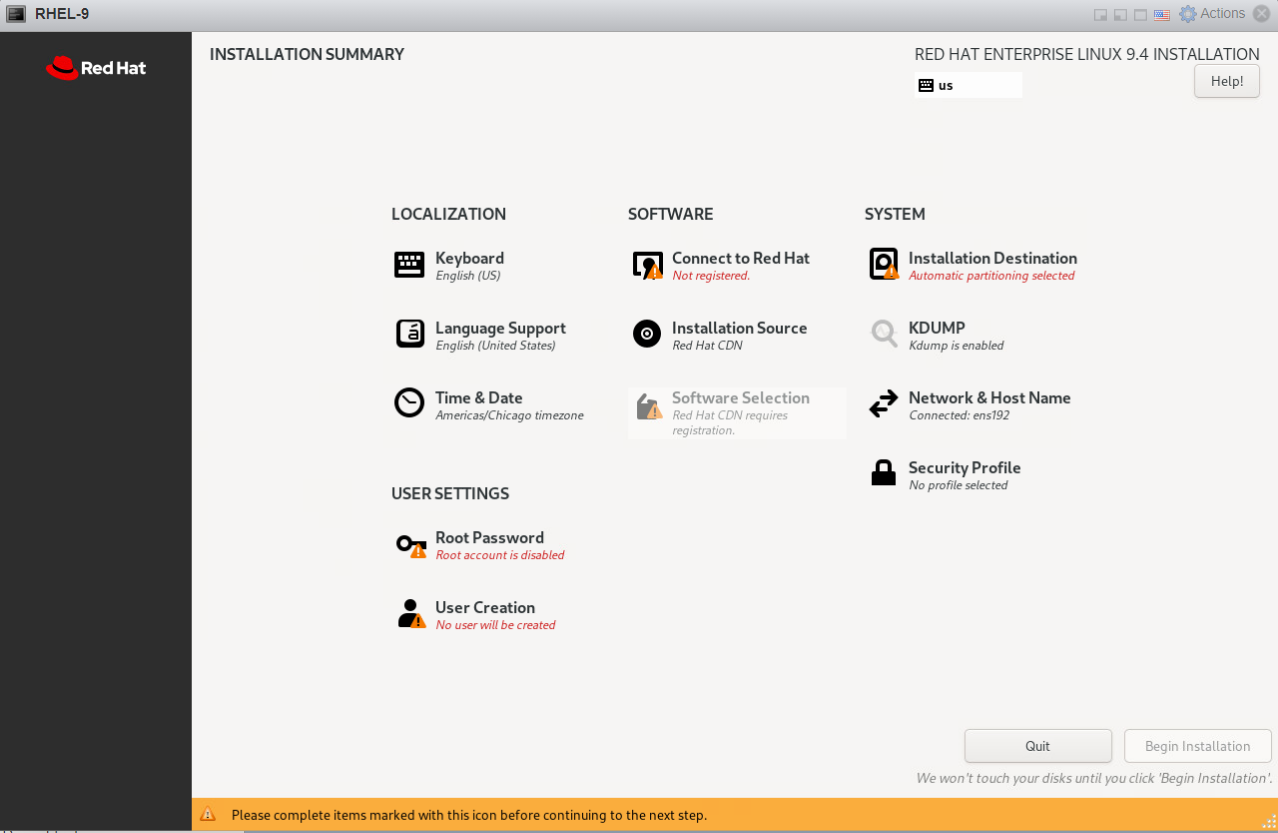 RHEL-9
Actions
Red Hat
INSTALLATION SUMMARY
RED HAT ENTERPRISE LINUX 9.4 INSTALLATION
us
Help!
LOCALIZATION
Keyboard
English (US)
Language Support
English (United States)
Time & Date
Americas/Chicago timezone
SOFTWARE
Connect to Red Hat
Not registered.
Installation Source
Red Hat CDN
Software Selection
Red Hat CDN requires
registration.
SYSTEM
Installation Destination
Automatic partitioning selected
KDUMP
Kdump is enabled
Network & Host Name
Connected: ens192
Security Profile
No profile selected
USER SETTINGS
Root Password
Root account is disabled
User Creation
No user will be created
Quit
Begin Installation
We won't touch your disks until you click 'Begin Installation'.
Please complete items marked with this icon before continuing to the next step.